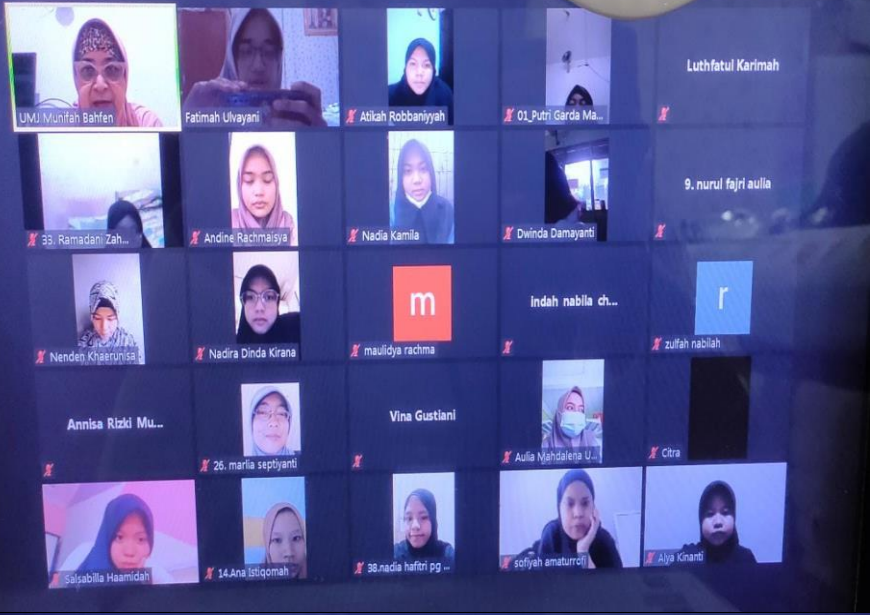 UMJ Munifah Bahfen
Fatimah Ulvayani
Atikah Robbaniyyah
01_Putri Garda Ma...
Luthfatul Karimah
33. Ramadani Zah...
Andine Rachmaisya
Nadia Kamila
Dwinda Damayanti
9. nurul fajri aulia
Nenden Khaerunisa
Nadira Dinda Kirana
m
maulidya rachma
indah nabila ch...
r
zulfah nabilah
Annisa Rizki Mu...
26. marlia septiyanti
Vina Gustiani
Aulia Mahdalena U...
Citra
Salsabilla Haamidah
14.Ana Istiqomah
38.nadia hafitri pg ...
sofiyah amaturrofi
Alya Kinanti